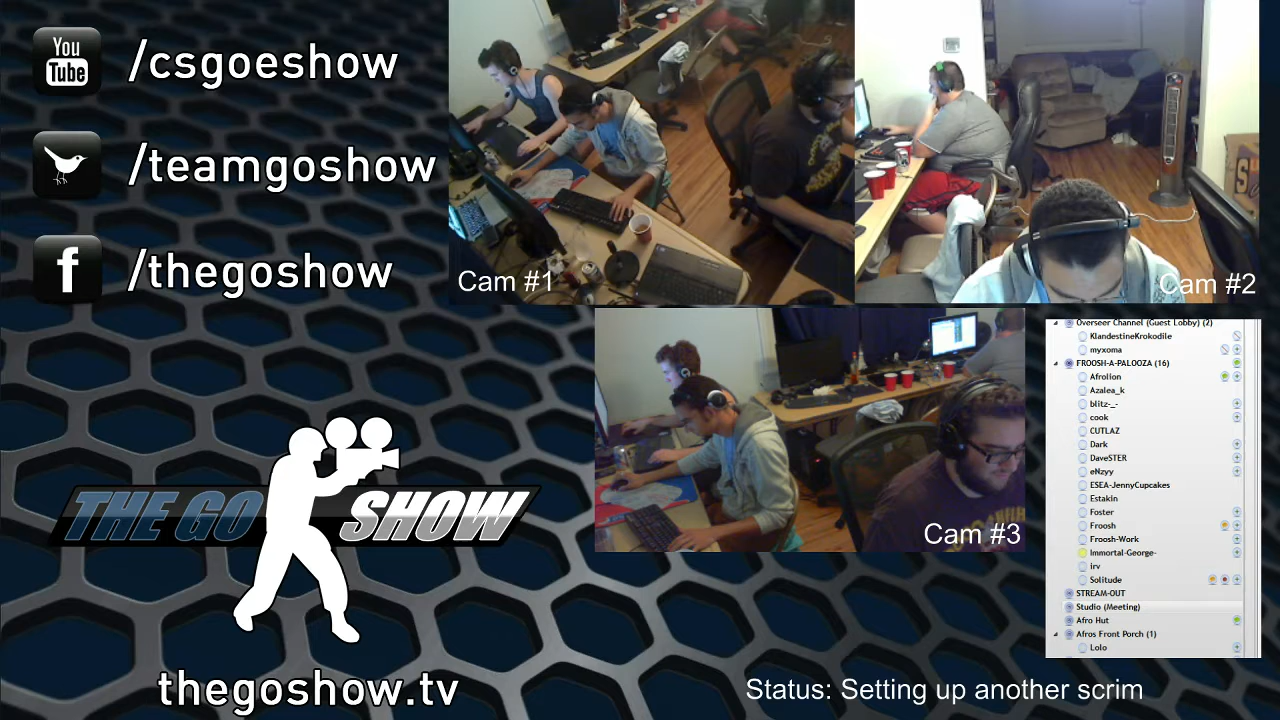 You
Tube
/csgoeshow
/teamgoshow
f
/thegoshow
THE GO SHOW
thegoshow.tv
Cam #1
Cam #2
Cam #3
Overseer Channel (Guest Lobby) (2)
KlandestineKrokodile
myxoma
FROOSH-A-PALOOZA (16)
Afrolion
Azalea_k
blitz-_-
cook
CUTLAZ
Dark
DaveSTER
eNzyy
ESEA-JennyCupcakes
Estakin
Foster
Froosh
Froosh-Work
Immortal-George-
irv
Solitude
STREAM-OUT
Studio (Meeting)
Afro Hut
Afros Front Porch (1)
Lolo
Status: Setting up another scrim